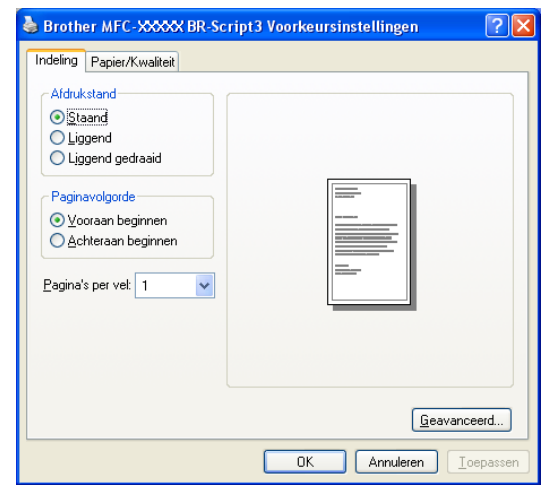 Brother MFC-XXXXX BR-Script3 Voorkeursinstellingen
Indeling Papier/Kwaliteit
Afdrukstand
Staand
Liggend
Liggend gedraaid
Paginavolgorde
Vooraan beginnen
Achteraan beginnen
Pagina's per vel: 1
Geavanceerd...
OK Annuleren Toepassen